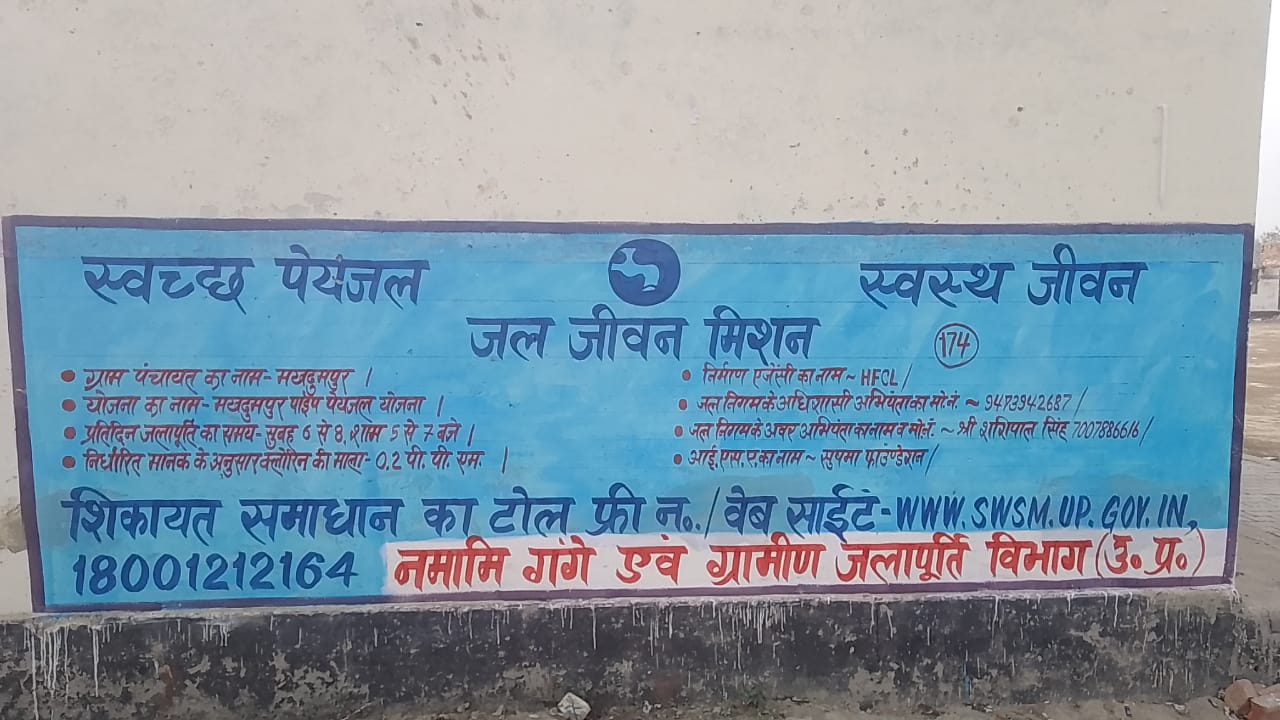 स्वच्छ पेयजल
स्वस्थ जीवन
जल जीवन मिशन
174
• ग्राम पंचायत का नाम - मखदुमपुर ।
• योजना का नाम - मखदुमपुर पाईप पेयजल योजना ।
• प्रतिदिन जलापूर्ति का समय - सुबह 6 से 8, शाम 5 से 7 बजे ।
• निर्धारित मानक के अनुसार क्लोरिन की मात्रा - 0.2 पी. पी. एम. ।
• निर्माण एजेंसी का नाम ~ HFCL /
• जल निगम के अधिशासी अभियंता का मो. नं. ~ 9473942687 /
• जल निगम के अवर अभियंता का नाम व मो. नं. ~ श्री शशिपाल सिंह 7007886616 /
• आई. एस. ए. का नाम ~ सुषमा फाउण्डेशन /
शिकायत समाधान का टोल फ्री न॰. / वेब साईट - WWW.SWSM.UP.GOV.IN,
18001212164 नमामि गंगे एवं ग्रामीण जलापूर्ति विभाग (उ॰ प्र॰)